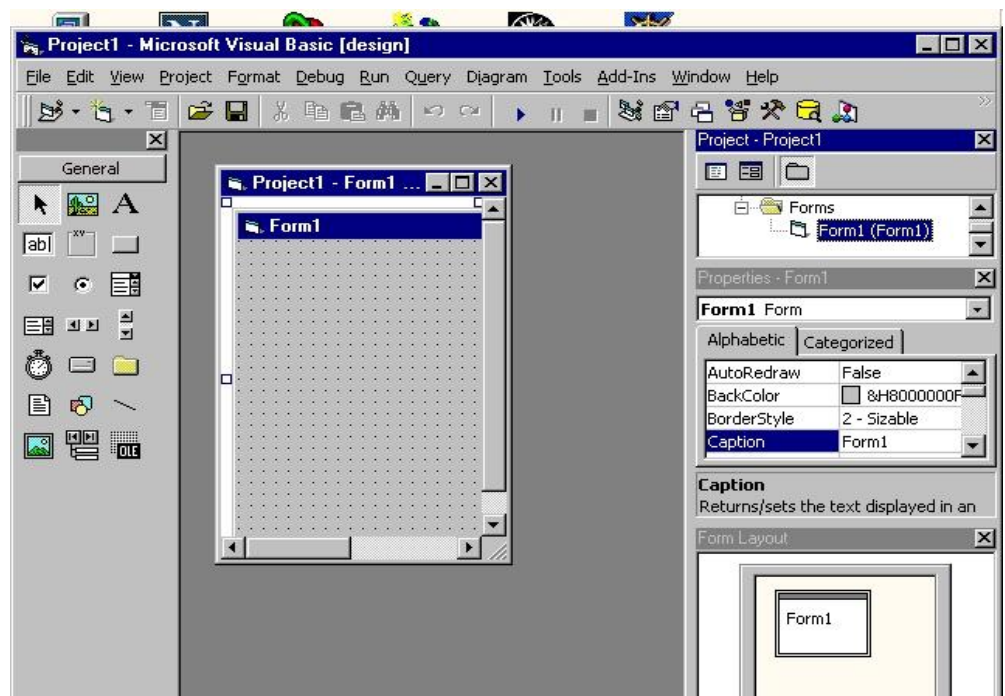 Project1 - Microsoft Visual Basic [design]
File Edit View Project Format Debug Run Query Diagram Tools Add-Ins Window Help
General
A
ab|
xy
OLE
Project1 - Form1 ...
Form1
Project - Project1
Forms
Form1 (Form1)
Properties - Form1
Form1 Form
Alphabetic Categorized
AutoRedraw False
BackColor &H8000000F
BorderStyle 2 - Sizable
Caption Form1
Caption
Returns/sets the text displayed in an
Form Layout
Form1